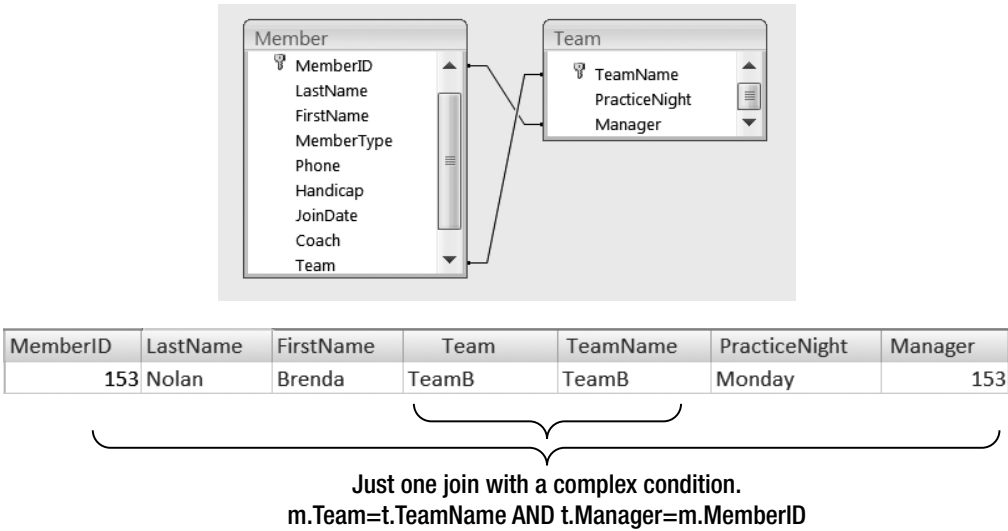 Member
MemberID
LastName
FirstName
MemberType
Phone
Handicap
JoinDate
Coach
Team
Team
TeamName
PracticeNight
Manager
MemberID LastName FirstName Team TeamName PracticeNight Manager
153 Nolan Brenda TeamB TeamB Monday 153
Just one join with a complex condition.
m.Team=t.TeamName AND t.Manager=m.MemberID